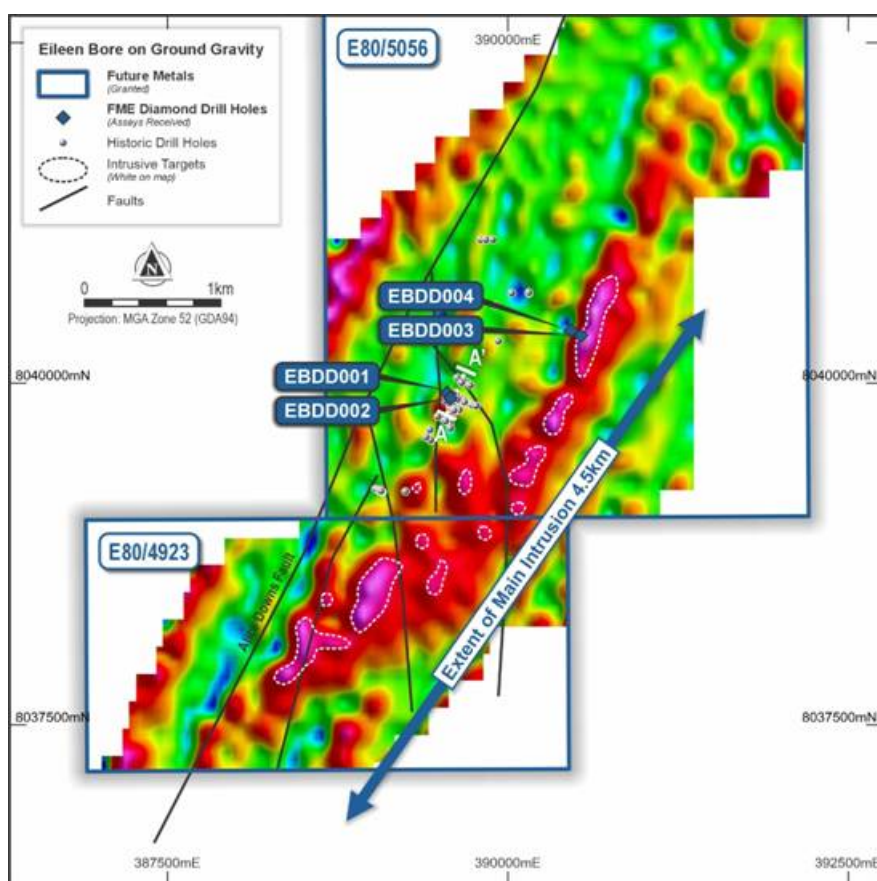 Eileen Bore on Ground Gravity
Future Metals
(Granted)
FME Diamond Drill Holes
(Assays Received)
Historic Drill Holes
Intrusive Targets
(White on map)
Faults
N
0 1km
Projection: MGA Zone 52 (GDA94)
E80/5056
390000mE
EBDD004
EBDD003
A'
8040000mN
8040000mN
EBDD001
EBDD002
A
E80/4923
Alice Downs Fault
Extent of Main Intrusion 4.5km
8037500mN
8037500mN
387500mE
390000mE
392500mE